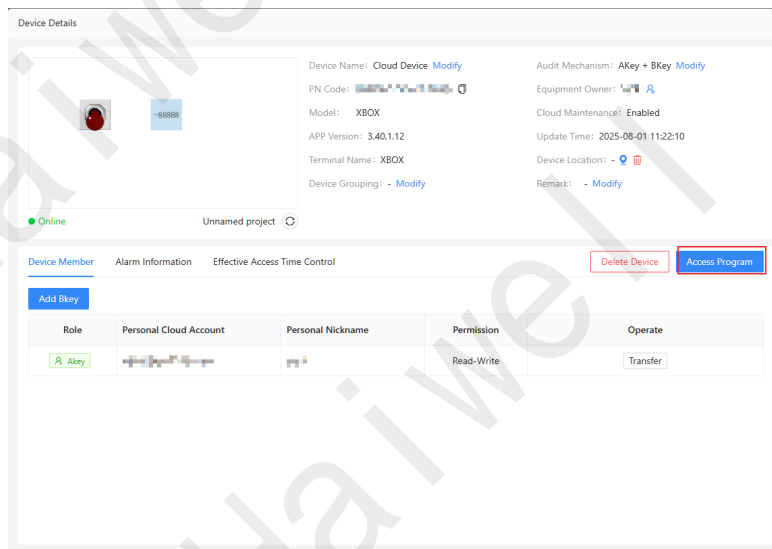 Device Details
Device Name: Cloud Device Modify
Audit Mechanism: AKey + BKey Modify
PN Code:
Equipment Owner:
-88888
Model: XBOX
Cloud Maintenance: Enabled
APP Version: 3.40.1.12
Update Time: 2025-08-01 11:22:10
Terminal Name: XBOX
Device Location: -
Device Grouping: - Modify
Remark: - Modify
Online
Unnamed project
Device Member
Alarm Information
Effective Access Time Control
Delete Device
Access Program
Add Bkey
Role
Personal Cloud Account
Personal Nickname
Permission
Operate
Akey
Read-Write
Transfer
Haiwell